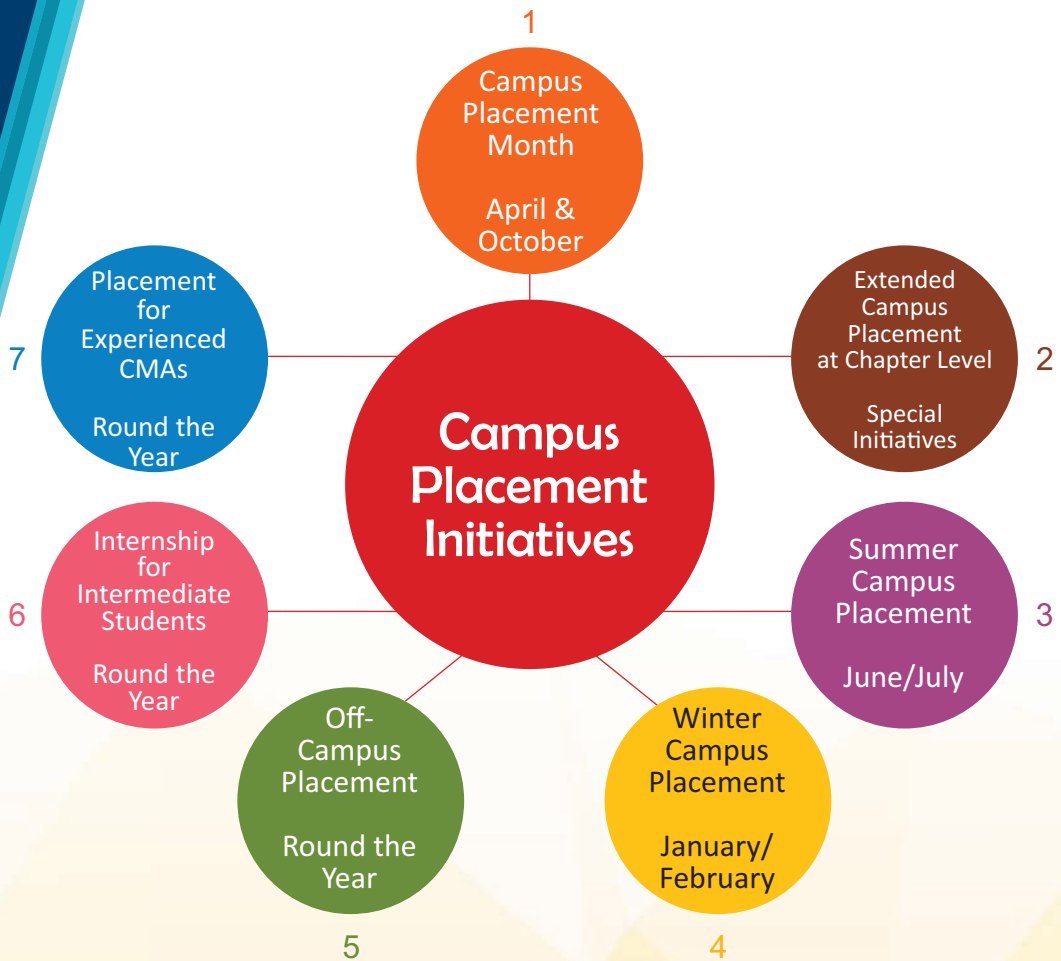 1
Campus
Placement
Month
April &
October
Extended
Campus
Placement
at Chapter Level
Special
Initiatives
2
Summer
Campus
Placement
June/July
3
Winter
Campus
Placement
January/
February
4
Off-
Campus
Placement
Round the
Year
5
Internship
for
Intermediate
Students
Round the
Year
6
Placement
for
Experienced
CMAs
Round the
Year
7
Campus
Placement
Initiatives